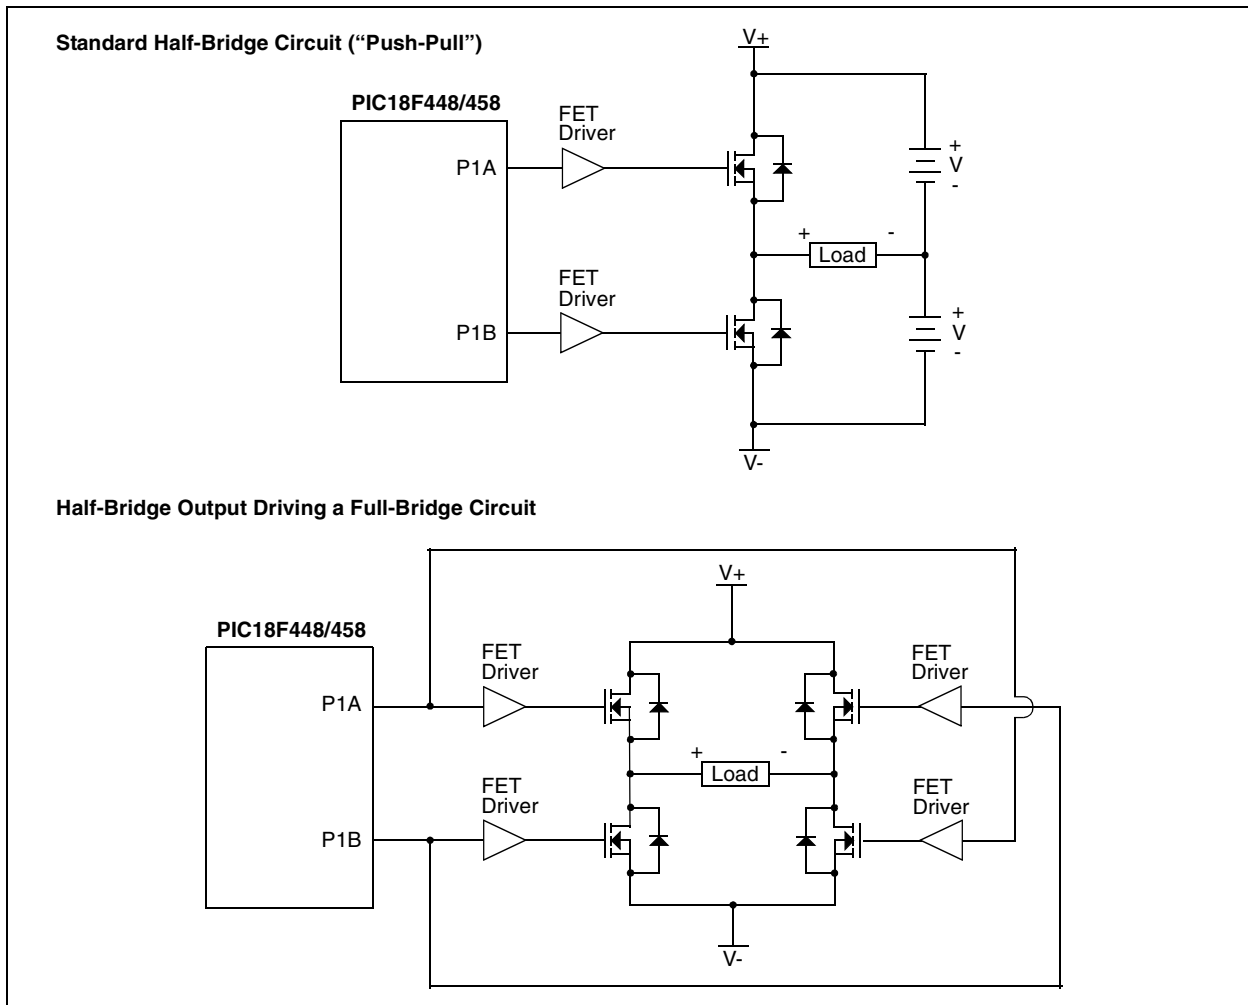 Standard Half-Bridge Circuit (“Push-Pull”)
V+
PIC18F448/458
FET
Driver
P1A
+
V
-
+
-
Load
FET
Driver
P1B
+
V
-
V-
Half-Bridge Output Driving a Full-Bridge Circuit
V+
PIC18F448/458
FET
Driver
FET
Driver
P1A
+
-
Load
FET
Driver
FET
Driver
P1B
V-